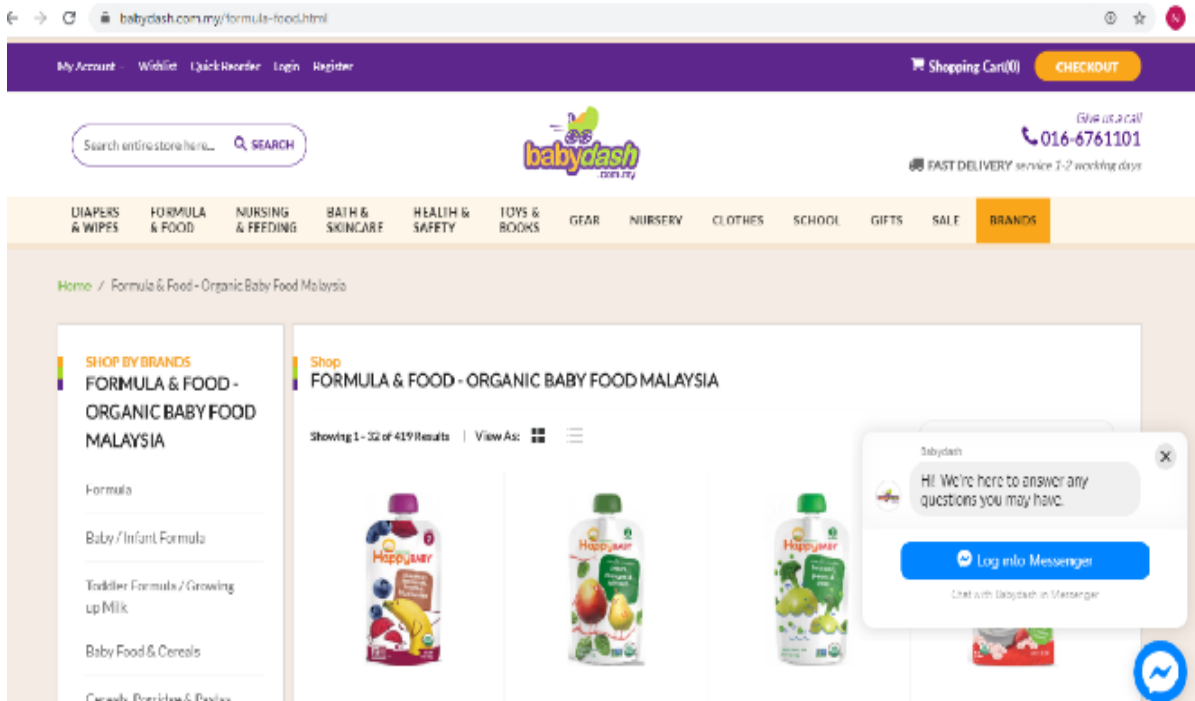 babydash.com.my/formula-food.html
My Account Wishlist Quick Reorder Login Register
Shopping Cart(0) CHECKOUT
Search entire store here... SEARCH
babydash
.com.my
Give us a call
016-6761101
FAST DELIVERY service 1-2 working days
DIAPERS & WIPES
FORMULA & FOOD
NURSING & FEEDING
BATH & SKINCARE
HEALTH & SAFETY
TOYS & BOOKS
GEAR
NURSERY
CLOTHES
SCHOOL
GIFTS
SALE
BRANDS
Home / Formula & Food - Organic Baby Food Malaysia
SHOP BY BRANDS
FORMULA & FOOD -
ORGANIC BABY FOOD
MALAYSIA
Formula
Baby / Infant Formula
Toddler Formula / Growing
up Milk
Baby Food & Cereals
Cereals, Porridge & Pastas
Shop
FORMULA & FOOD - ORGANIC BABY FOOD MALAYSIA
Showing 1 - 32 of 419 Results | View As:
HappyBABY
HappyBABY
HappyBABY
Babydash
Hi! We're here to answer any
questions you may have.
Log into Messenger
Chat with Babydash in Messenger